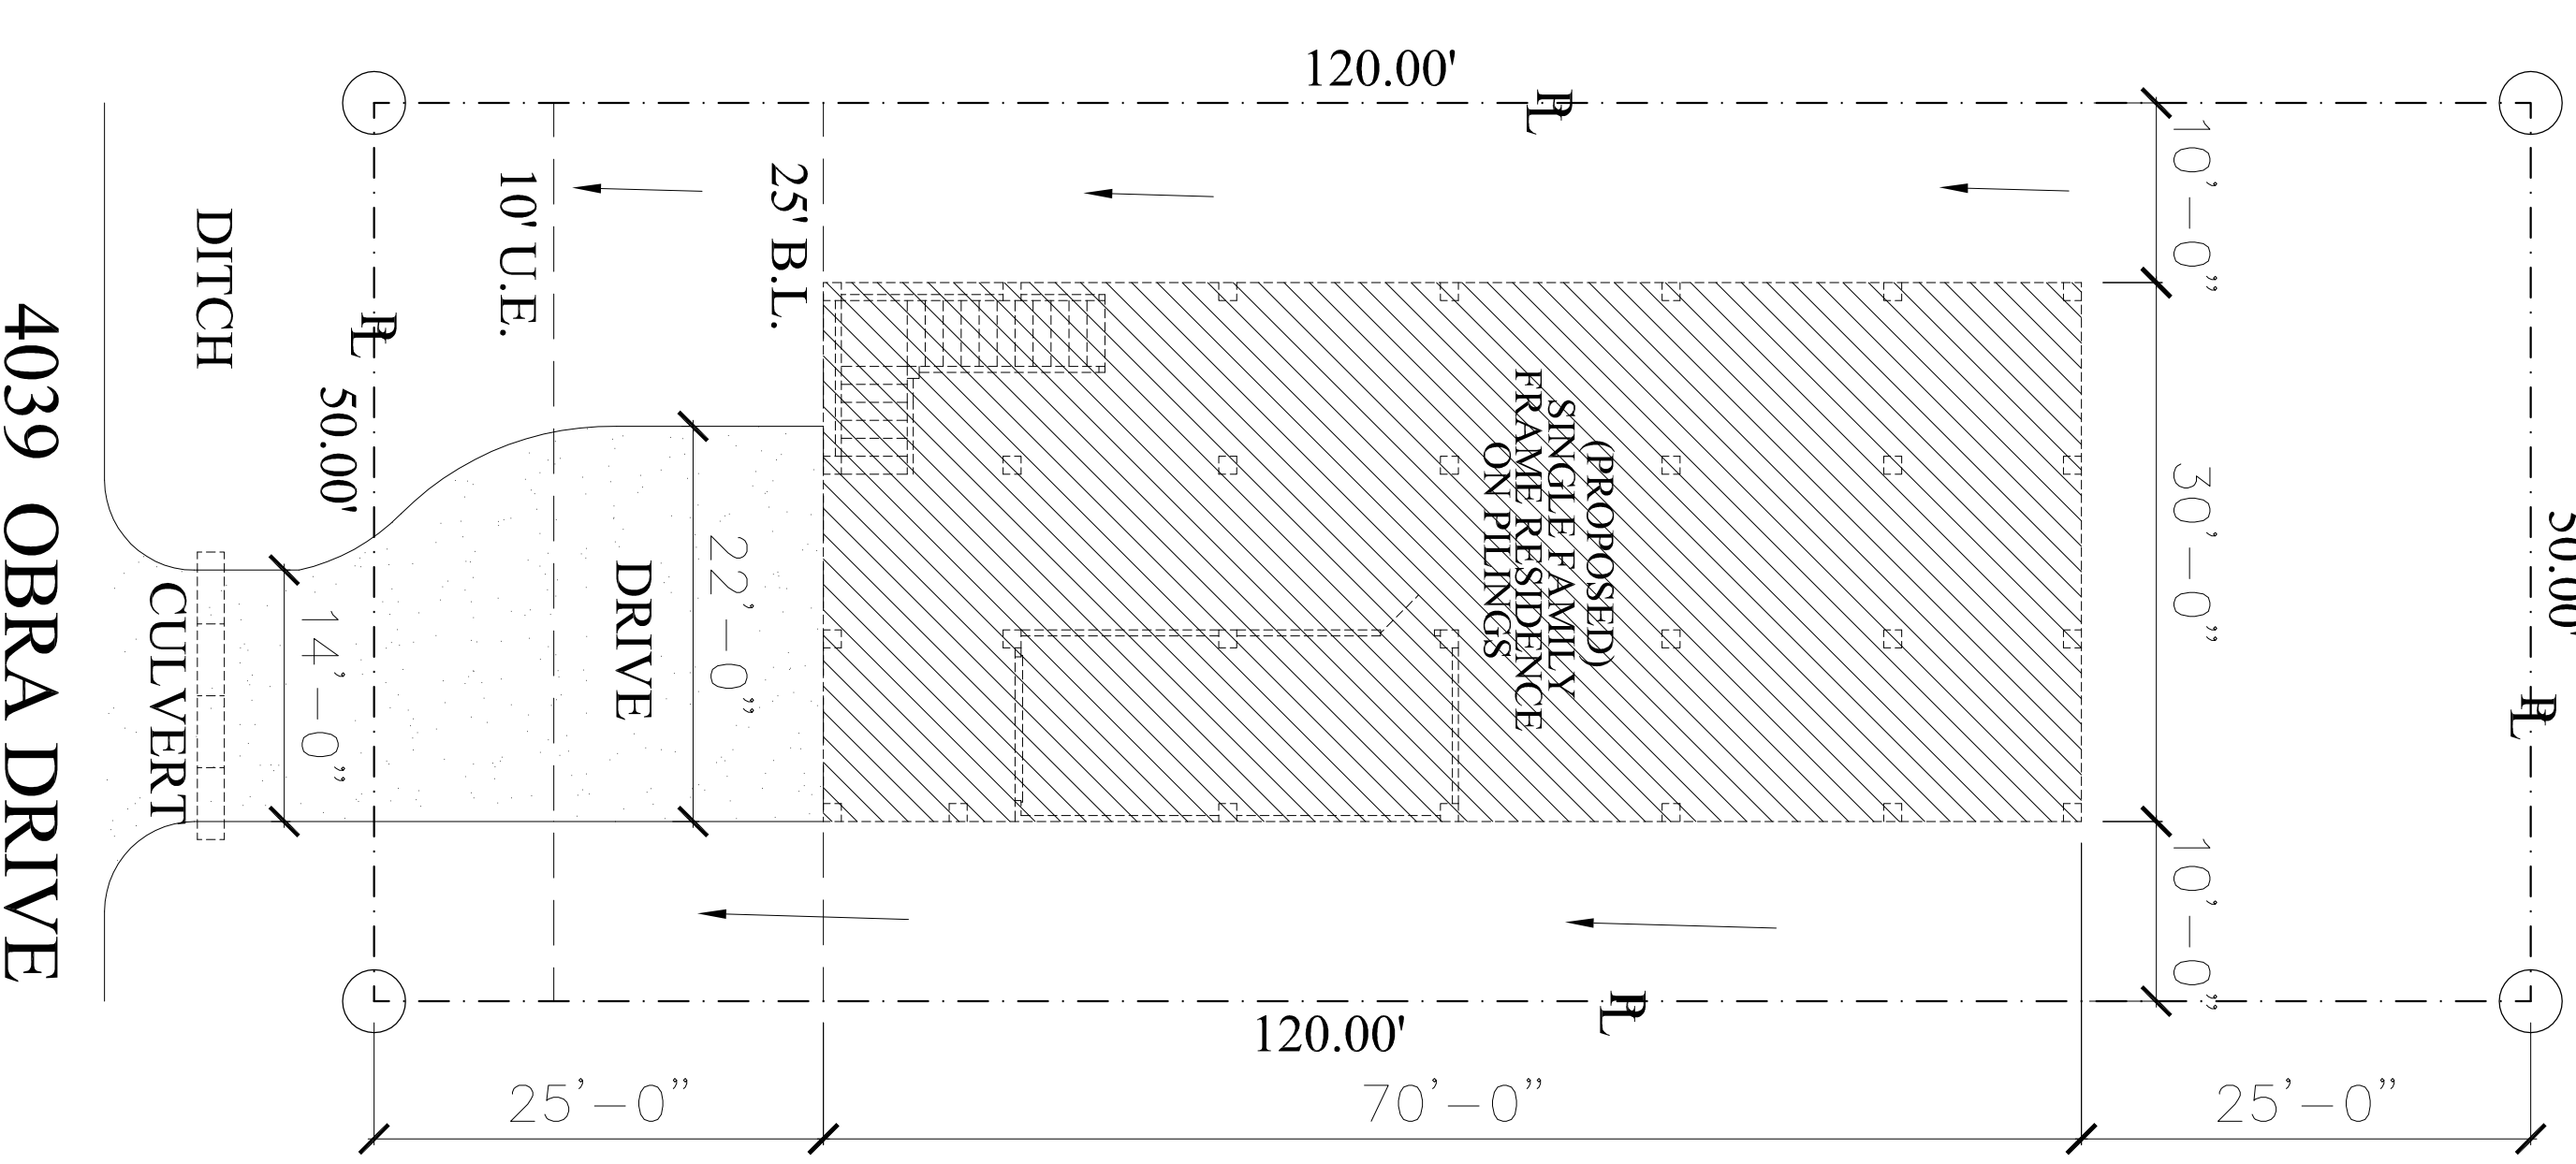 120.00'
PL
10'-0"
30'-0"
10'-0"
50.00'
PL
25' B.L.
10' U.E.
DITCH
PL
50.00'
(PROPOSED)
SINGLE FAMILY
FRAME RESIDENCE
ON PILINGS
22'-0"
DRIVE
14'-0"
CULVERT
4039 OBRA DRIVE
PL
120.00'
25'-0"
70'-0"
25'-0"